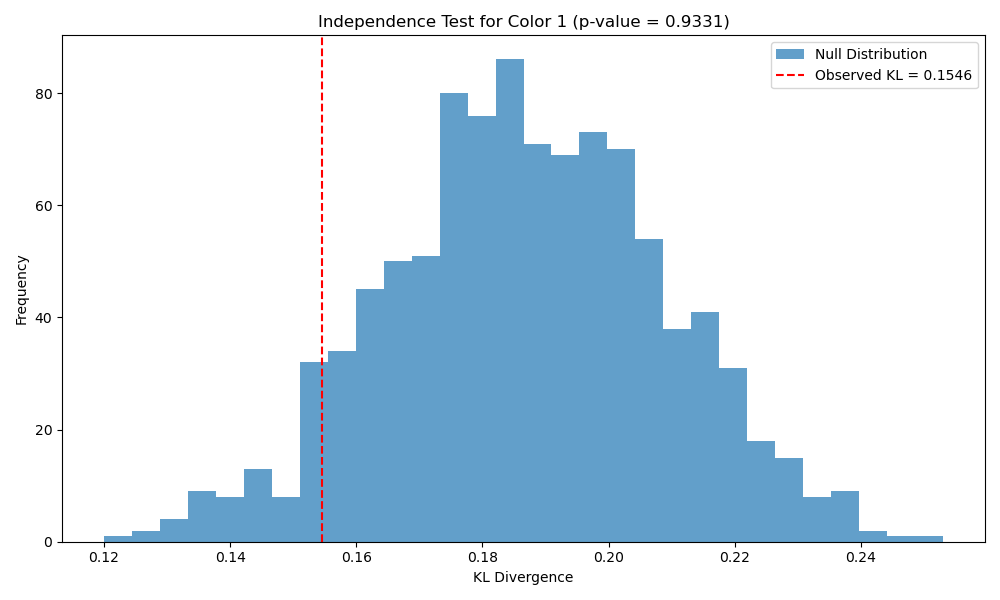 Independence Test for Color 1 (p-value = 0.9331)
Null Distribution
Observed KL = 0.1546
Frequency
80
60
40
20
0
0.12 0.14 0.16 0.18 0.20 0.22 0.24
KL Divergence